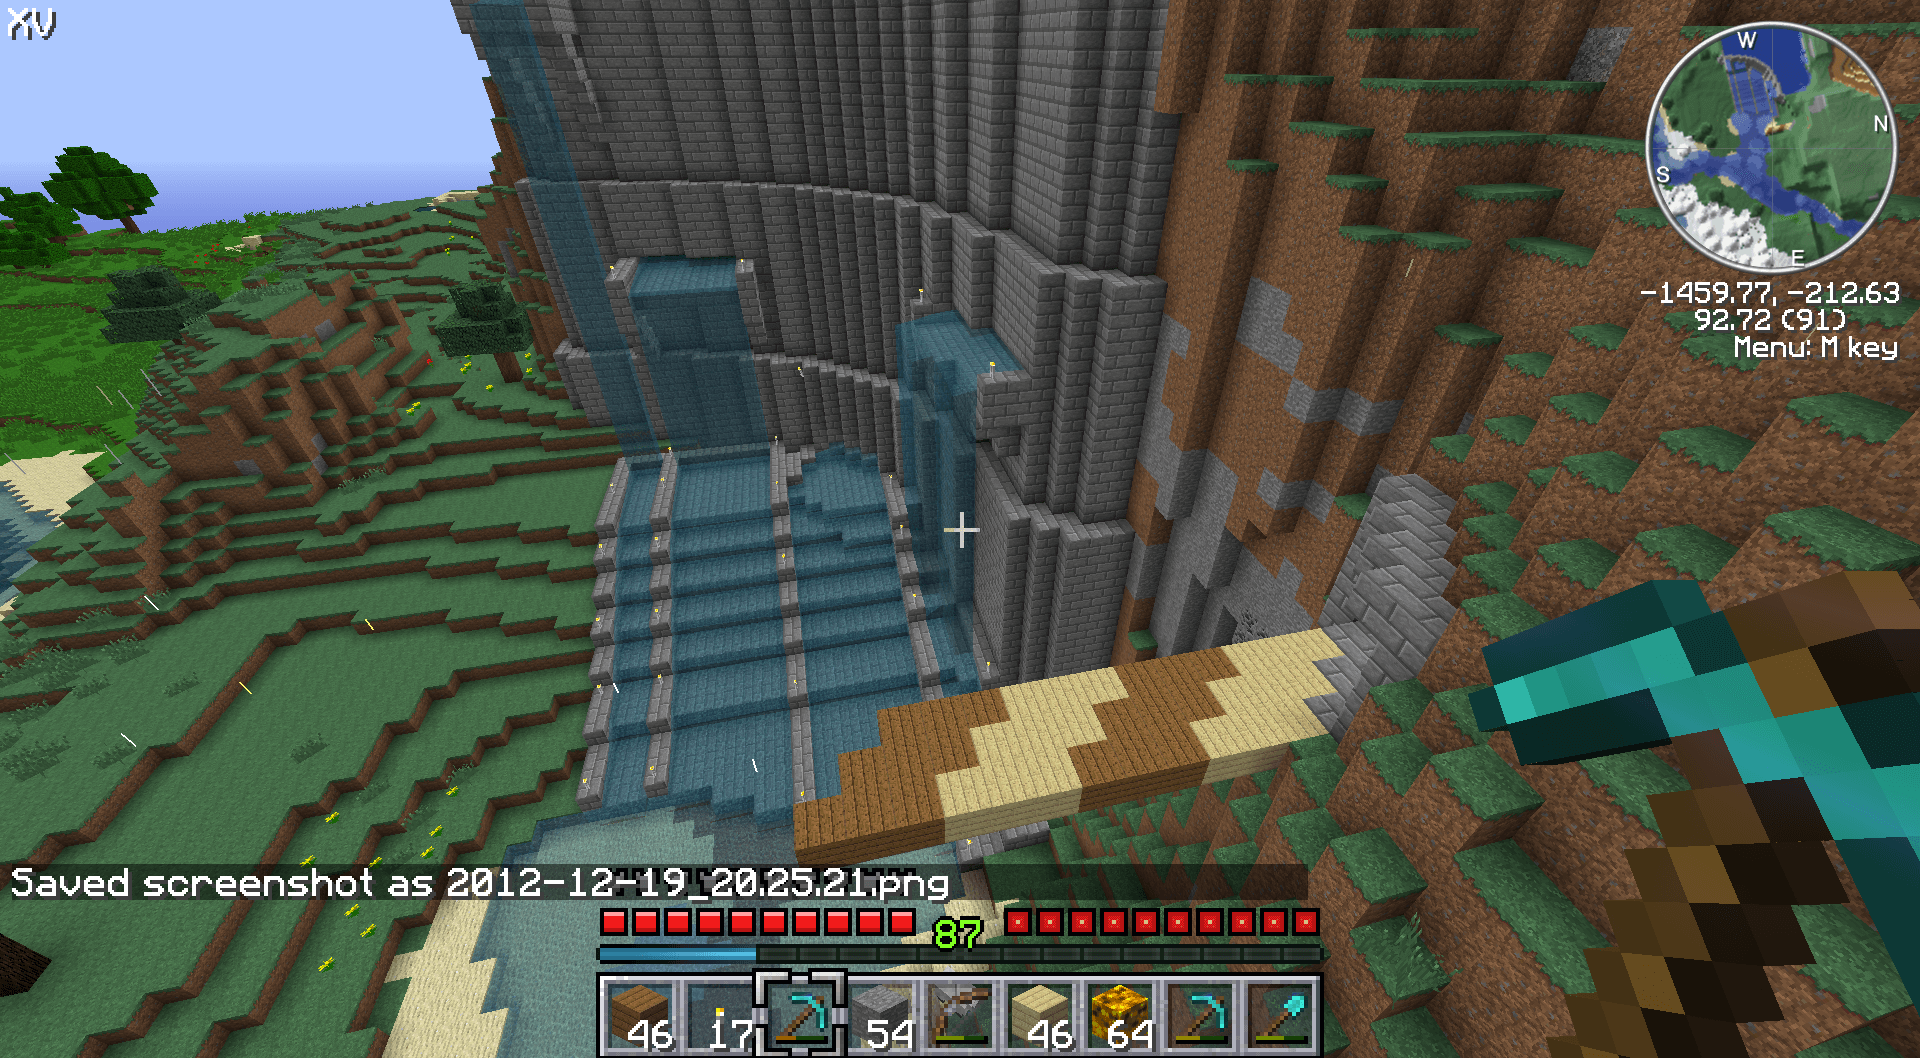 XV
W
N
S
E
-1459.77, -212.63
92.72 (91)
Menu: M key
Saved screenshot as 2012-12-19_20.25.21.png
87
46 17 54 46 64